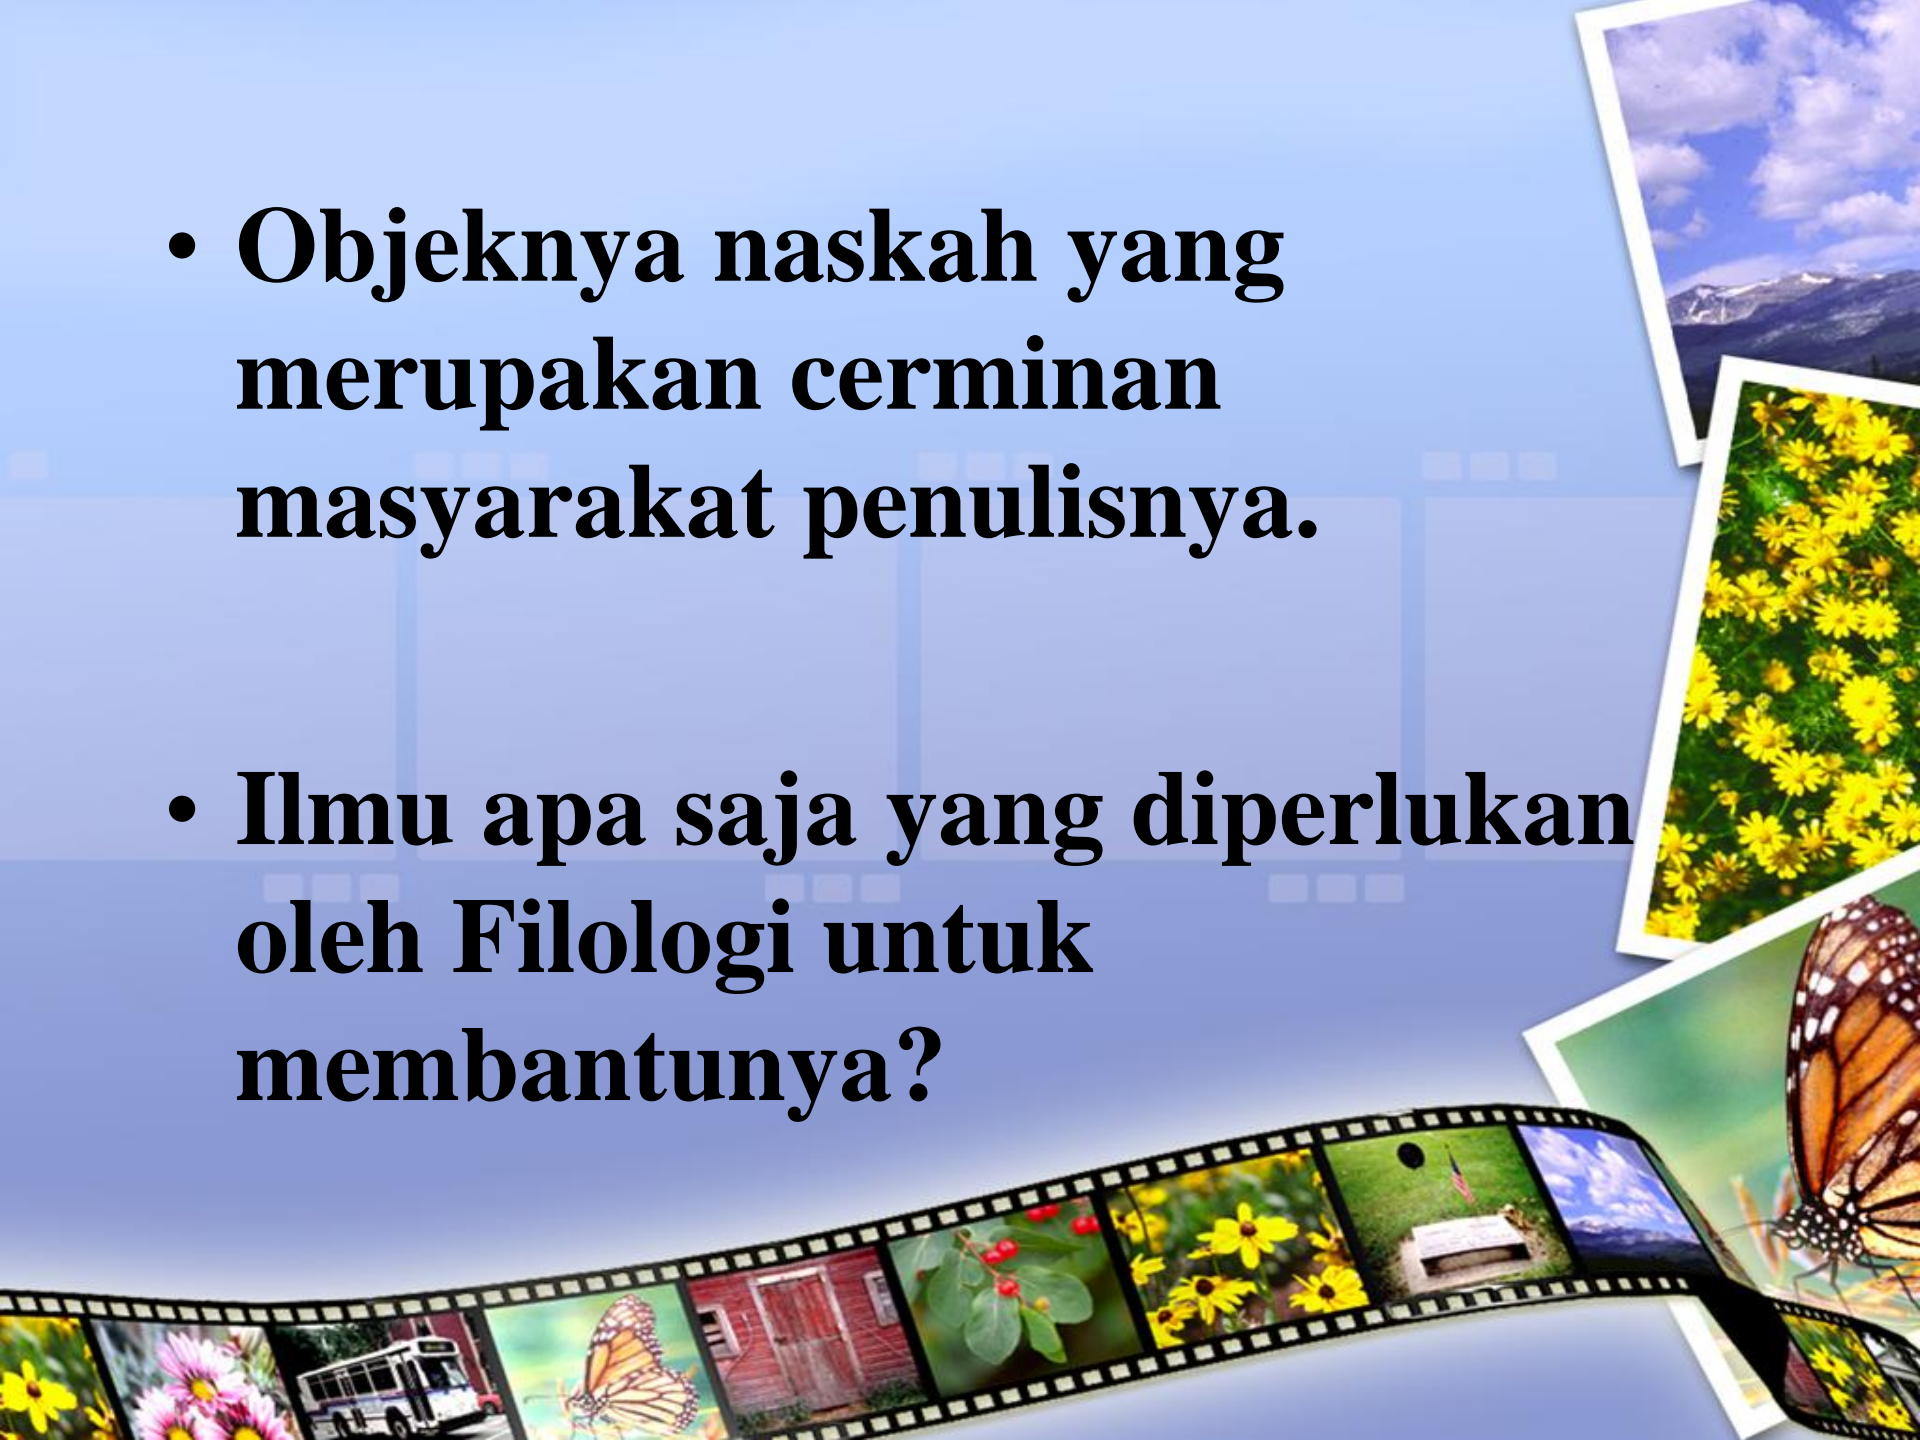 • Objeknya naskah yang
merupakan cerminan
masyarakat penulisnya.
• Ilmu apa saja yang diperlukan
oleh Filologi untuk
membantunya?